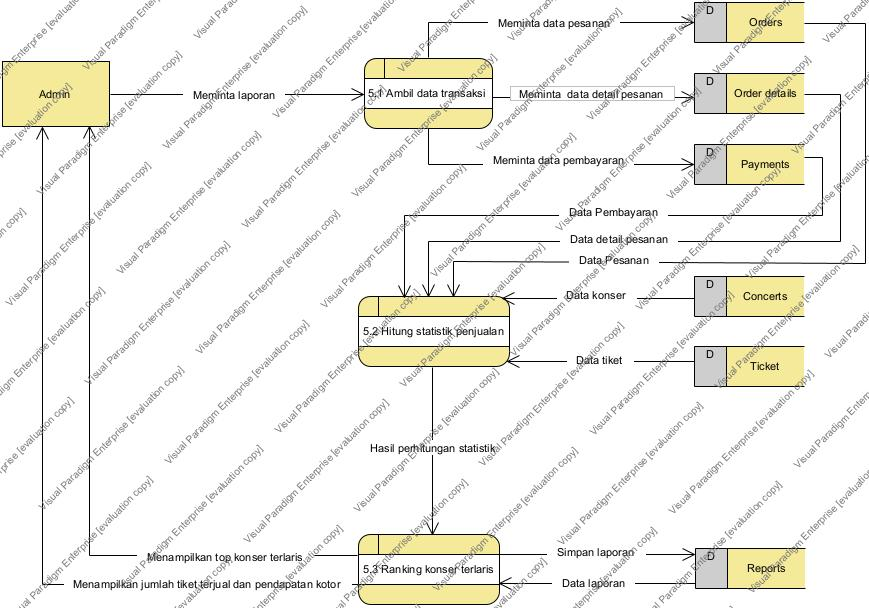 D
Orders
Meminta data pesanan
Admin
Meminta laporan
5.1 Ambil data transaksi
Meminta data detail pesanan
D
Order details
Meminta data pembayaran
D
Payments
Data Pembayaran
Data detail pesanan
Data Pesanan
Data konser
D
Concerts
5.2 Hitung statistik penjualan
Data tiket
D
Ticket
Hasil perhitungan statistik
Menampilkan top konser terlaris
Menampilkan jumlah tiket terjual dan pendapatan kotor
5.3 Ranking konser terlaris
Simpan laporan
Data laporan
D
Reports
Visual Paradigm Enterprise [evaluation copy]